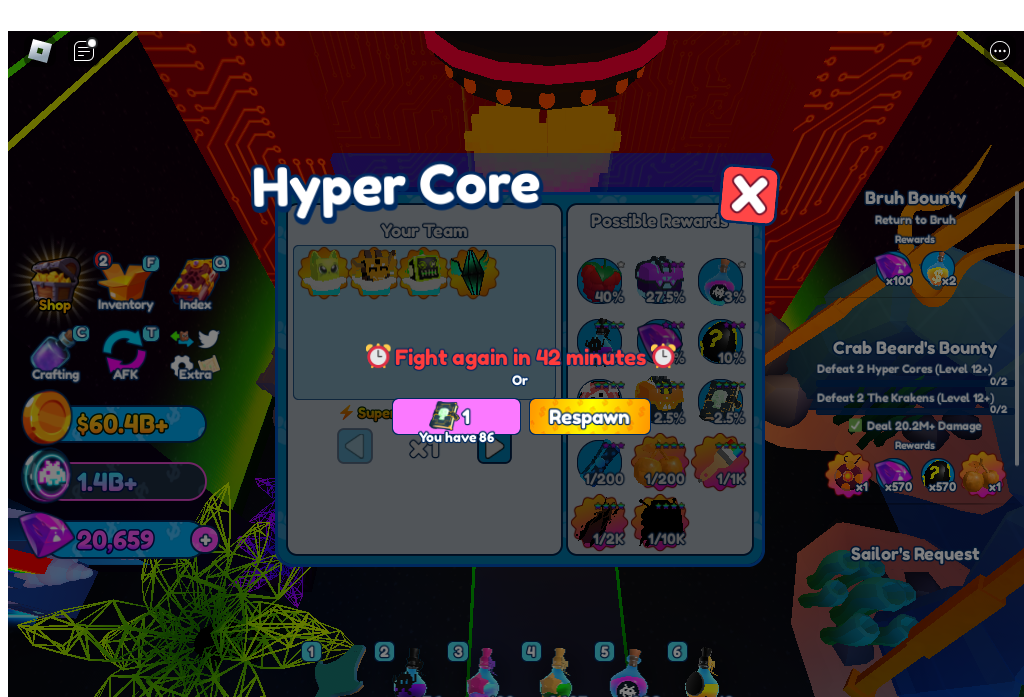 Hyper Core
Your Team
Possible Rewards
40%
27.5%
3%
10%
2.5%
2.5%
1/200
1/200
1/1K
1/2K
1/10K
Fight again in 42 minutes
Or
1
You have 86
Respawn
Super
x1
Shop
2
F
Inventory
Q
Index
C
Crafting
T
AFK
Extra
$60.4B+
1.4B+
20,659
+
Bruh Bounty
Return to Bruh
Rewards
x100
x2
Crab Beard's Bounty
Defeat 2 Hyper Cores (Level 12+)
0/2
Defeat 2 The Krakens (Level 12+)
0/2
Deal 20.2M+ Damage
Rewards
x1
x570
x570
x1
Sailor's Request
1
2
3
4
5
6